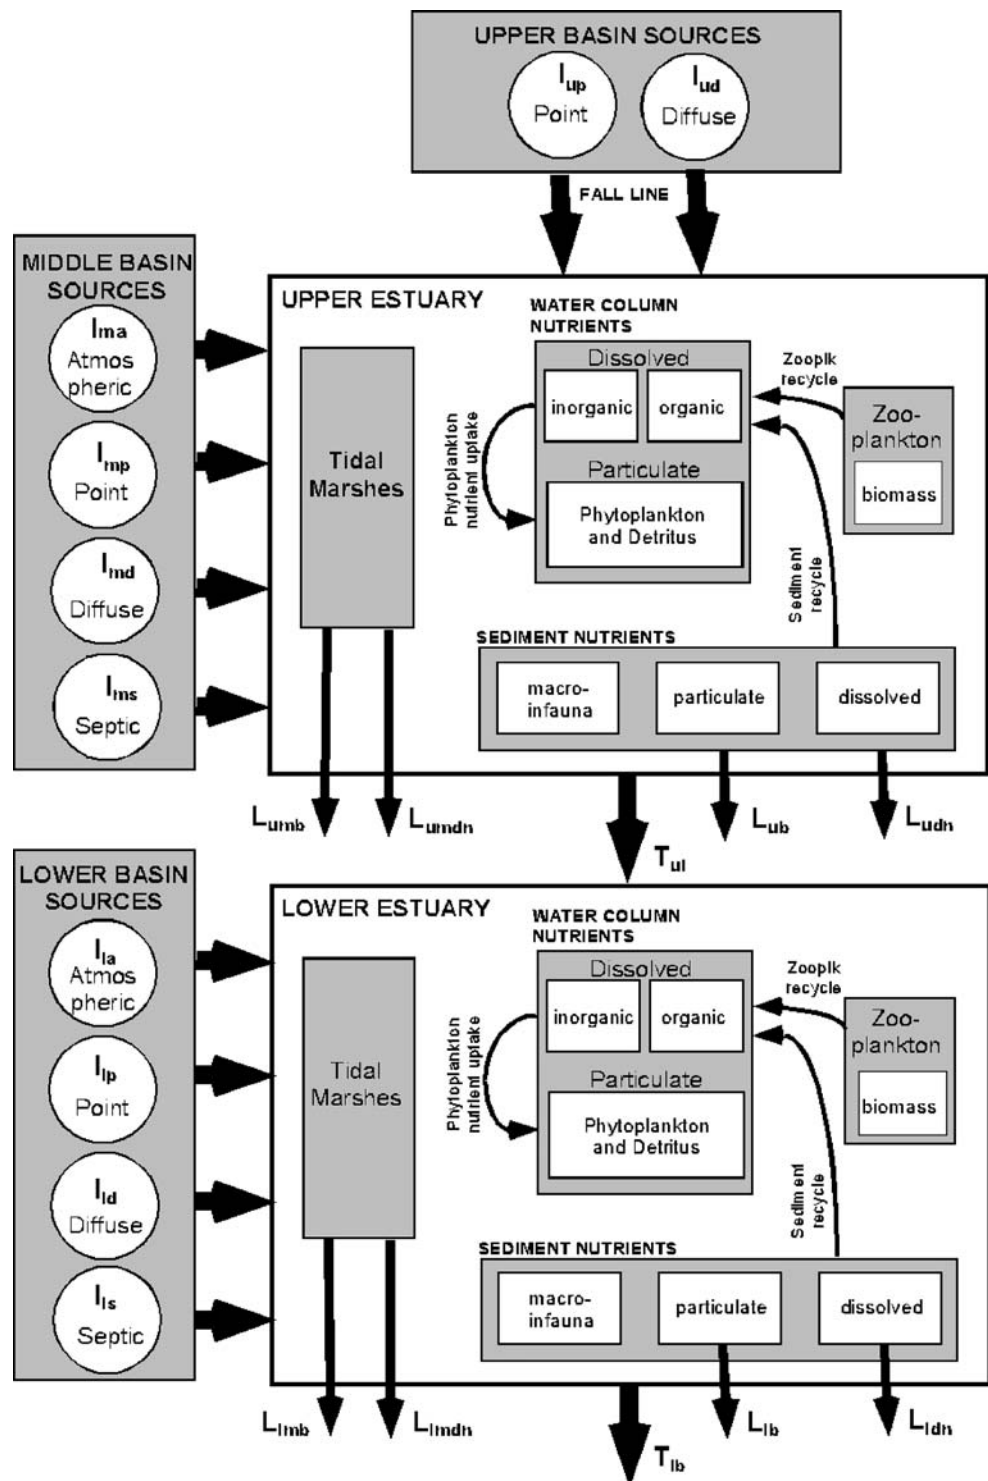 UPPER BASIN SOURCES
Iup
Point
Iud
Diffuse
FALL LINE
MIDDLE BASIN
SOURCES
Ima
Atmos
pheric
Imp
Point
Imd
Diffuse
Ims
Septic
UPPER ESTUARY
Tidal
Marshes
WATER COLUMN
NUTRIENTS
Dissolved
inorganic
organic
Particulate
Phytoplankton
and Detritus
Phytoplankton
nutrient uptake
Zooplk
recycle
Zoo-
plankton
biomass
Sediment
recycle
SEDIMENT NUTRIENTS
macro-
infauna
particulate
dissolved
Lumb
Lumdn
Tul
Lub
Ludn
LOWER BASIN
SOURCES
Ila
Atmos
pheric
Ilp
Point
Ild
Diffuse
Ils
Septic
LOWER ESTUARY
Tidal
Marshes
WATER COLUMN
NUTRIENTS
Dissolved
inorganic
organic
Particulate
Phytoplankton
and Detritus
Phytoplankton
nutrient uptake
Zooplk
recycle
Zoo-
plankton
biomass
Sediment
recycle
SEDIMENT NUTRIENTS
macro-
infauna
particulate
dissolved
Llmb
Llmdn
Tlb
Llb
Lldn